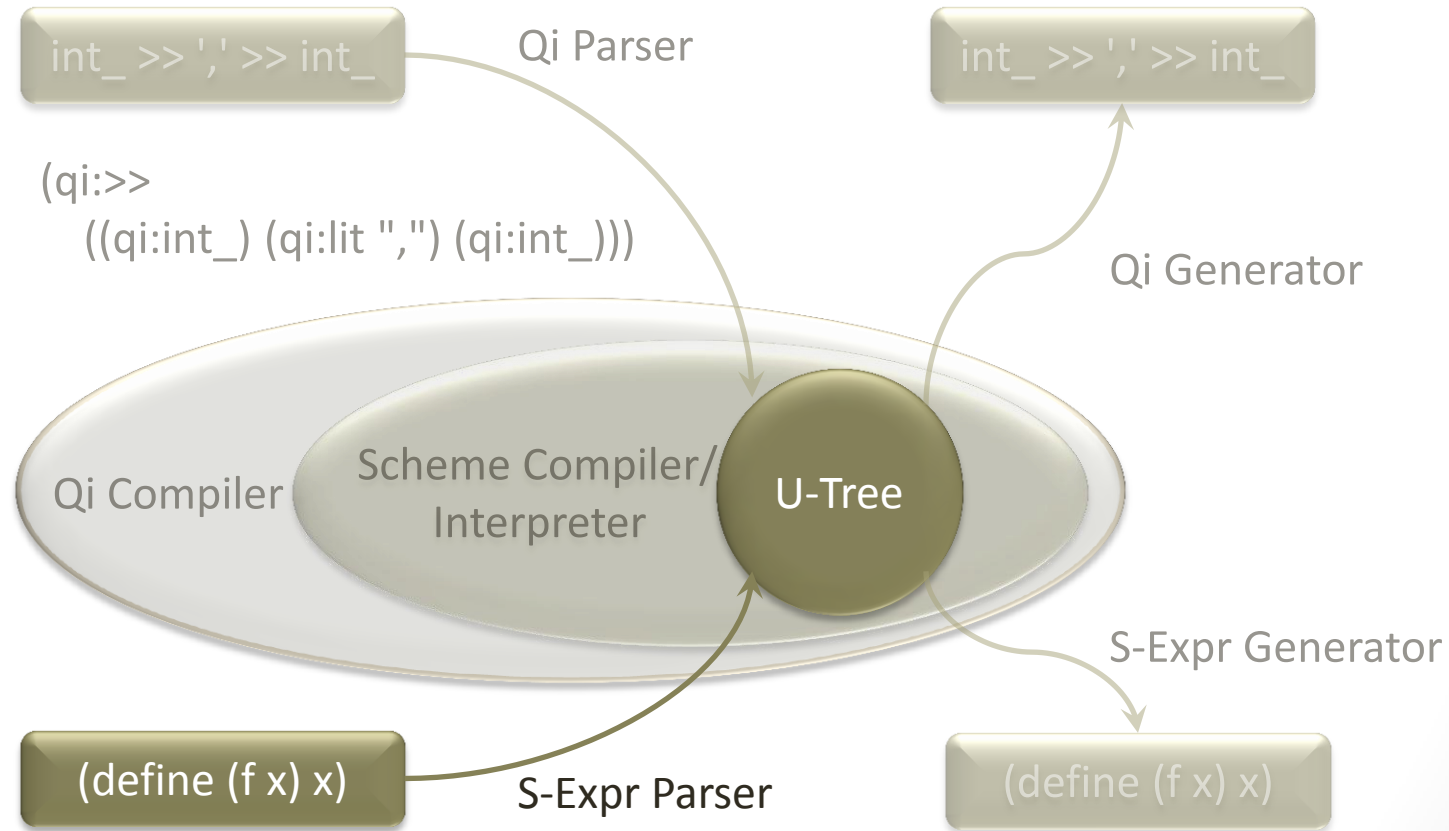 int_ >> ',' >> int_
Qi Parser
int_ >> ',' >> int_
(qi:>>
((qi:int_) (qi:lit ",") (qi:int_)))
Qi Generator
Qi Compiler
Scheme Compiler/
Interpreter
U-Tree
S-Expr Generator
(define (f x) x)
S-Expr Parser
(define (f x) x)